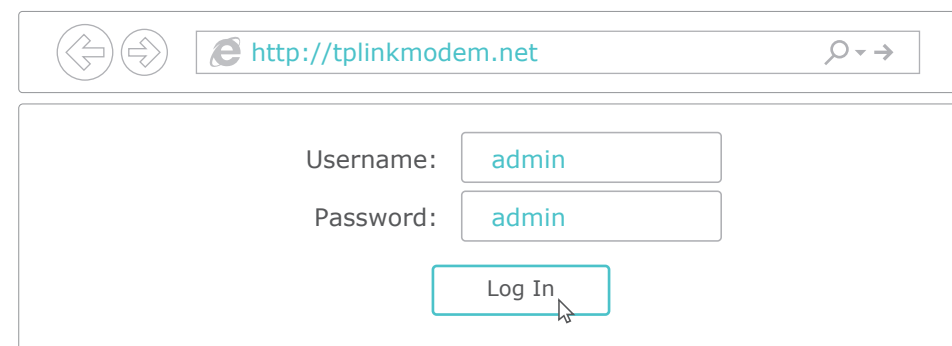 http://tplinkmodem.net
Username: admin
Password: admin
Log In